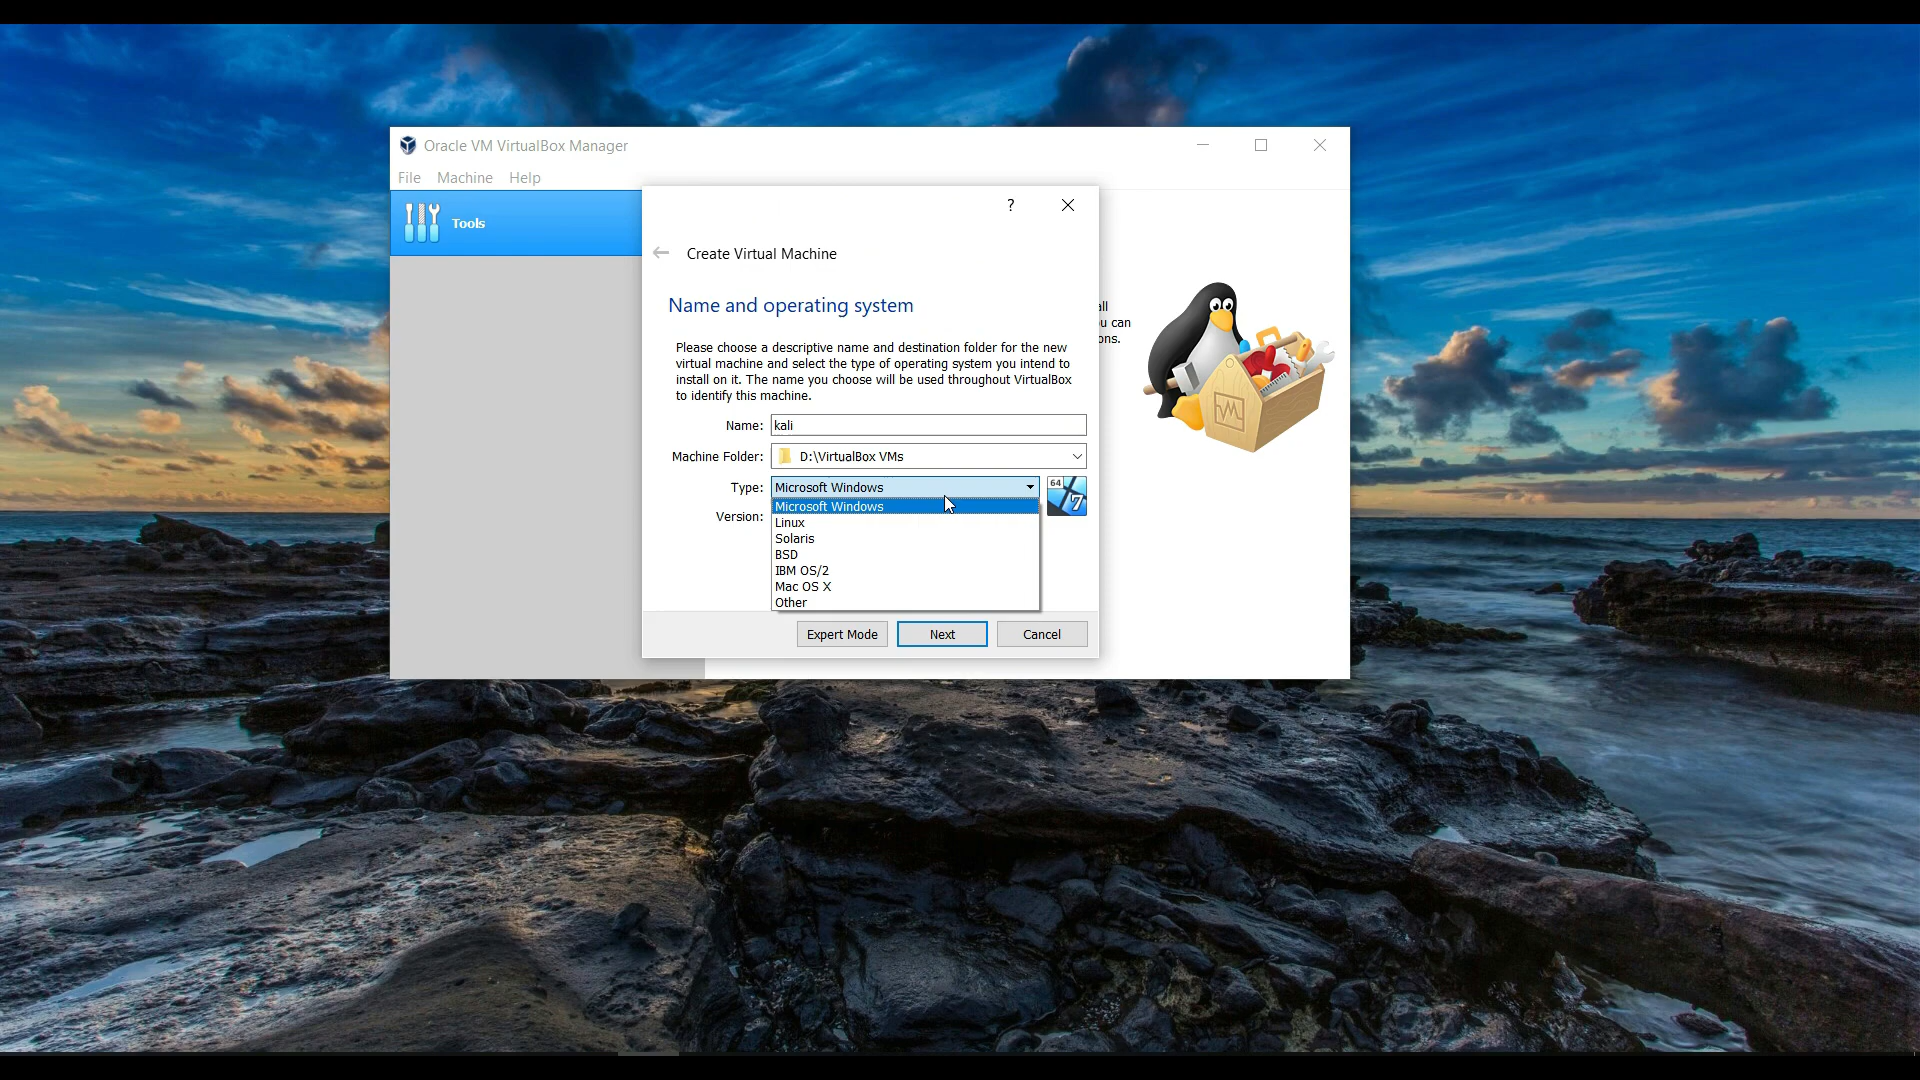 Oracle VM VirtualBox Manager
File Machine Help
Tools
?
Create Virtual Machine
Name and operating system
Please choose a descriptive name and destination folder for the new
virtual machine and select the type of operating system you intend to
install on it. The name you choose will be used throughout VirtualBox
to identify this machine.
Name: kali
Machine Folder: D:\VirtualBox VMs
Type: Microsoft Windows
64
7
Version:
Microsoft Windows
Linux
Solaris
BSD
IBM OS/2
Mac OS X
Other
Expert Mode Next Cancel
can